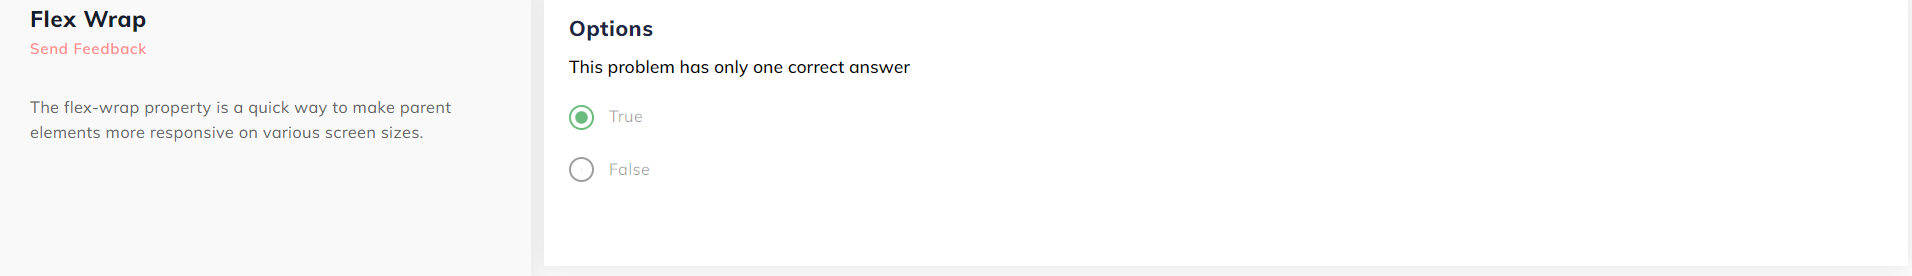 Flex Wrap
Send Feedback
The flex-wrap property is a quick way to make parent
elements more responsive on various screen sizes.
Options
This problem has only one correct answer
True
False